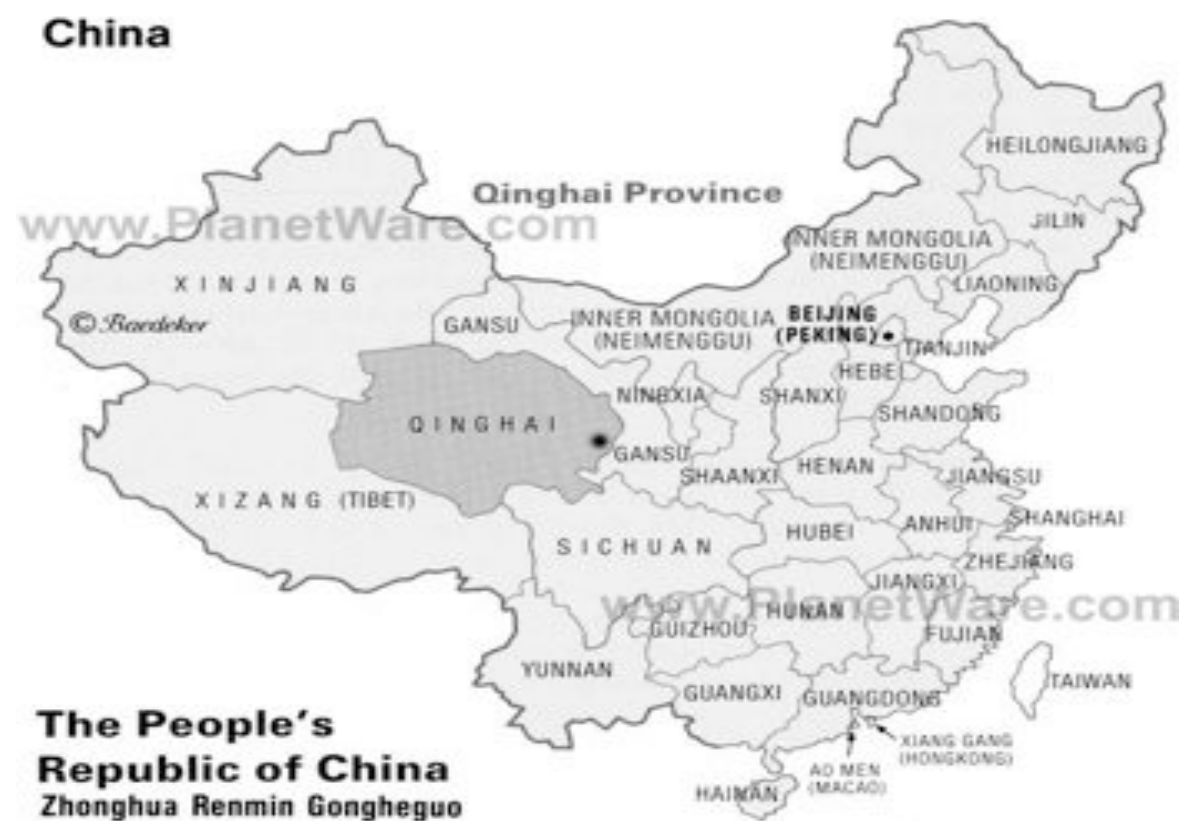 China
Qinghai Province
www.PlanetWare.com
HEILONGJIANG
JILIN
INNER MONGOLIA
(NEIMENGGU)
LIAONING
XINJIANG
© Baedeker
GANSU
INNER MONGOLIA
(NEIMENGGU)
BEIJING
(PEKING)
TIANJIN
HEBEI
NINGXIA
SHANXI
SHANDONG
QINGHAI
GANSU
SHAANXI
HENAN
JIANGSU
XIZANG (TIBET)
SICHUAN
HUBEI
ANHUI
SHANGHAI
ZHEJIANG
JIANGXI
www.PlanetWare.com
HUNAN
GUIZHOU
FUJIAN
YUNNAN
GUANGXI
GUANGDONG
TAIWAN
XIANG GANG
(HONGKONG)
AO MEN
(MACAO)
HAINAN
The People's
Republic of China
Zhonghua Renmin Gongheguo